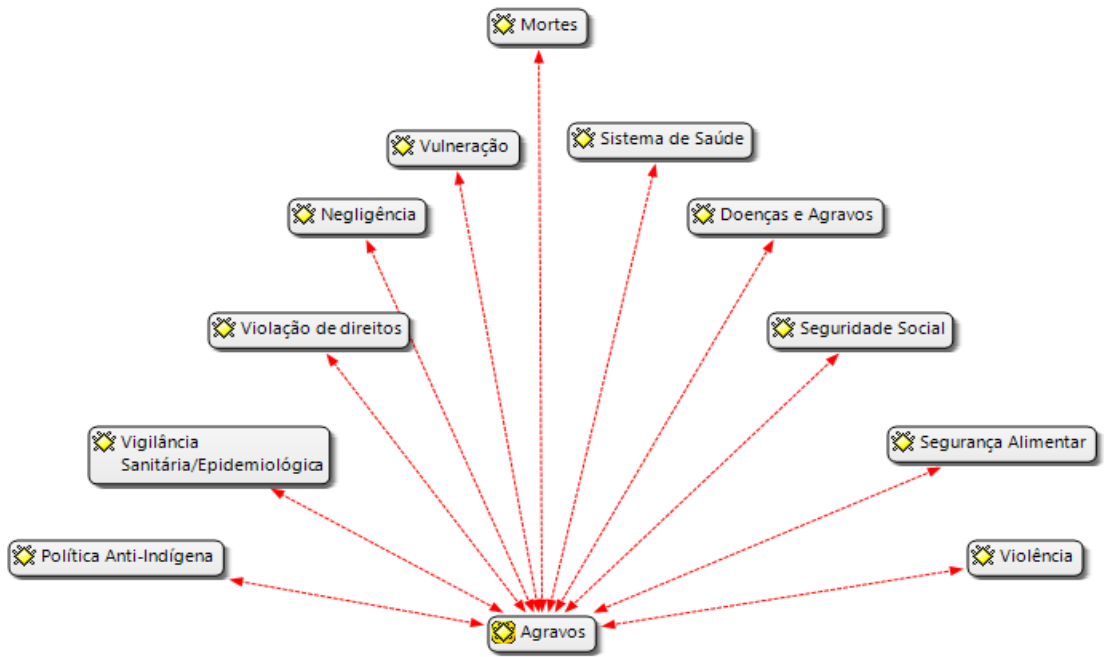 Mortes
Vulneração
Sistema de Saúde
Negligência
Doenças e Agravos
Violação de direitos
Seguridade Social
Vigilância
Sanitária/Epidemiológica
Segurança Alimentar
Política Anti-Indígena
Violência
Agravos